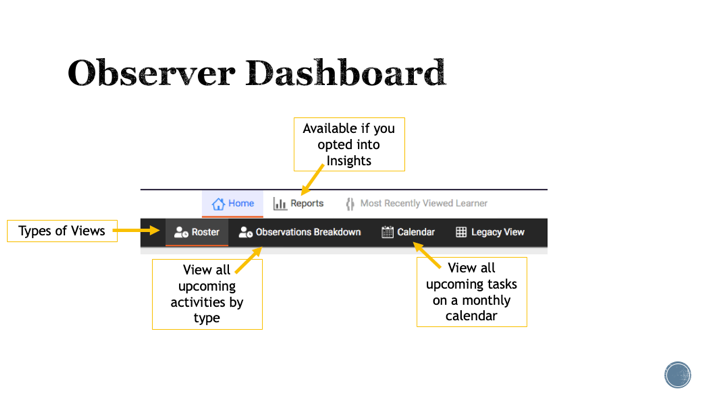 Observer Dashboard
Available if you
opted into
Insights
Home
Reports
Most Recently Viewed Learner
Types of Views
Roster
Observations Breakdown
Calendar
Legacy View
View all
upcoming
activities by
type
View all
upcoming tasks
on a monthly
calendar